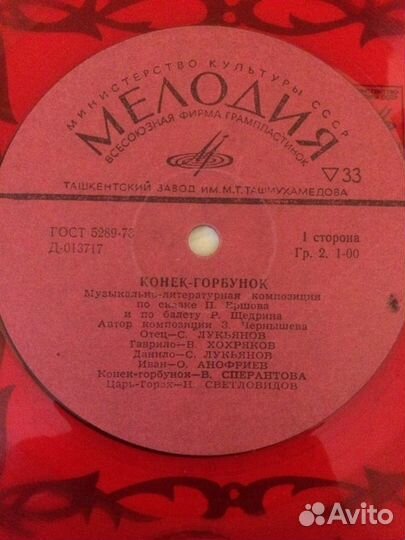 МИНИСТЕРСТВО КУЛЬТУРЫ СССР
МЕЛОДИЯ
ВСЕСОЮЗНАЯ ФИРМА ГРАМПЛАСТИНОК
▽33
ТАШКЕНТСКИЙ ЗАВОД ИМ. М.Т. ТАШМУХАМЕДОВА
ГОСТ 5289-73
Д-013717
1 сторона
Гр. 2. 1-00
КОНЕК-ГОРБУНОК
Музыкально-литературная композиция
по сказке П. Ершова
и по балету Р. Щедрина
Автор композиции З. Чернышева
Отец—С. ЛУКЬЯНОВ
Гаврило—В. ХОХРЯКОВ
Данило—С. ЛУКЬЯНОВ
Иван—О. АНОФРИЕВ
Конек-горбунок—В. СПЕРАНТОВА
Царь-Горох—Н. СВЕТЛОВИДОВ
Avito